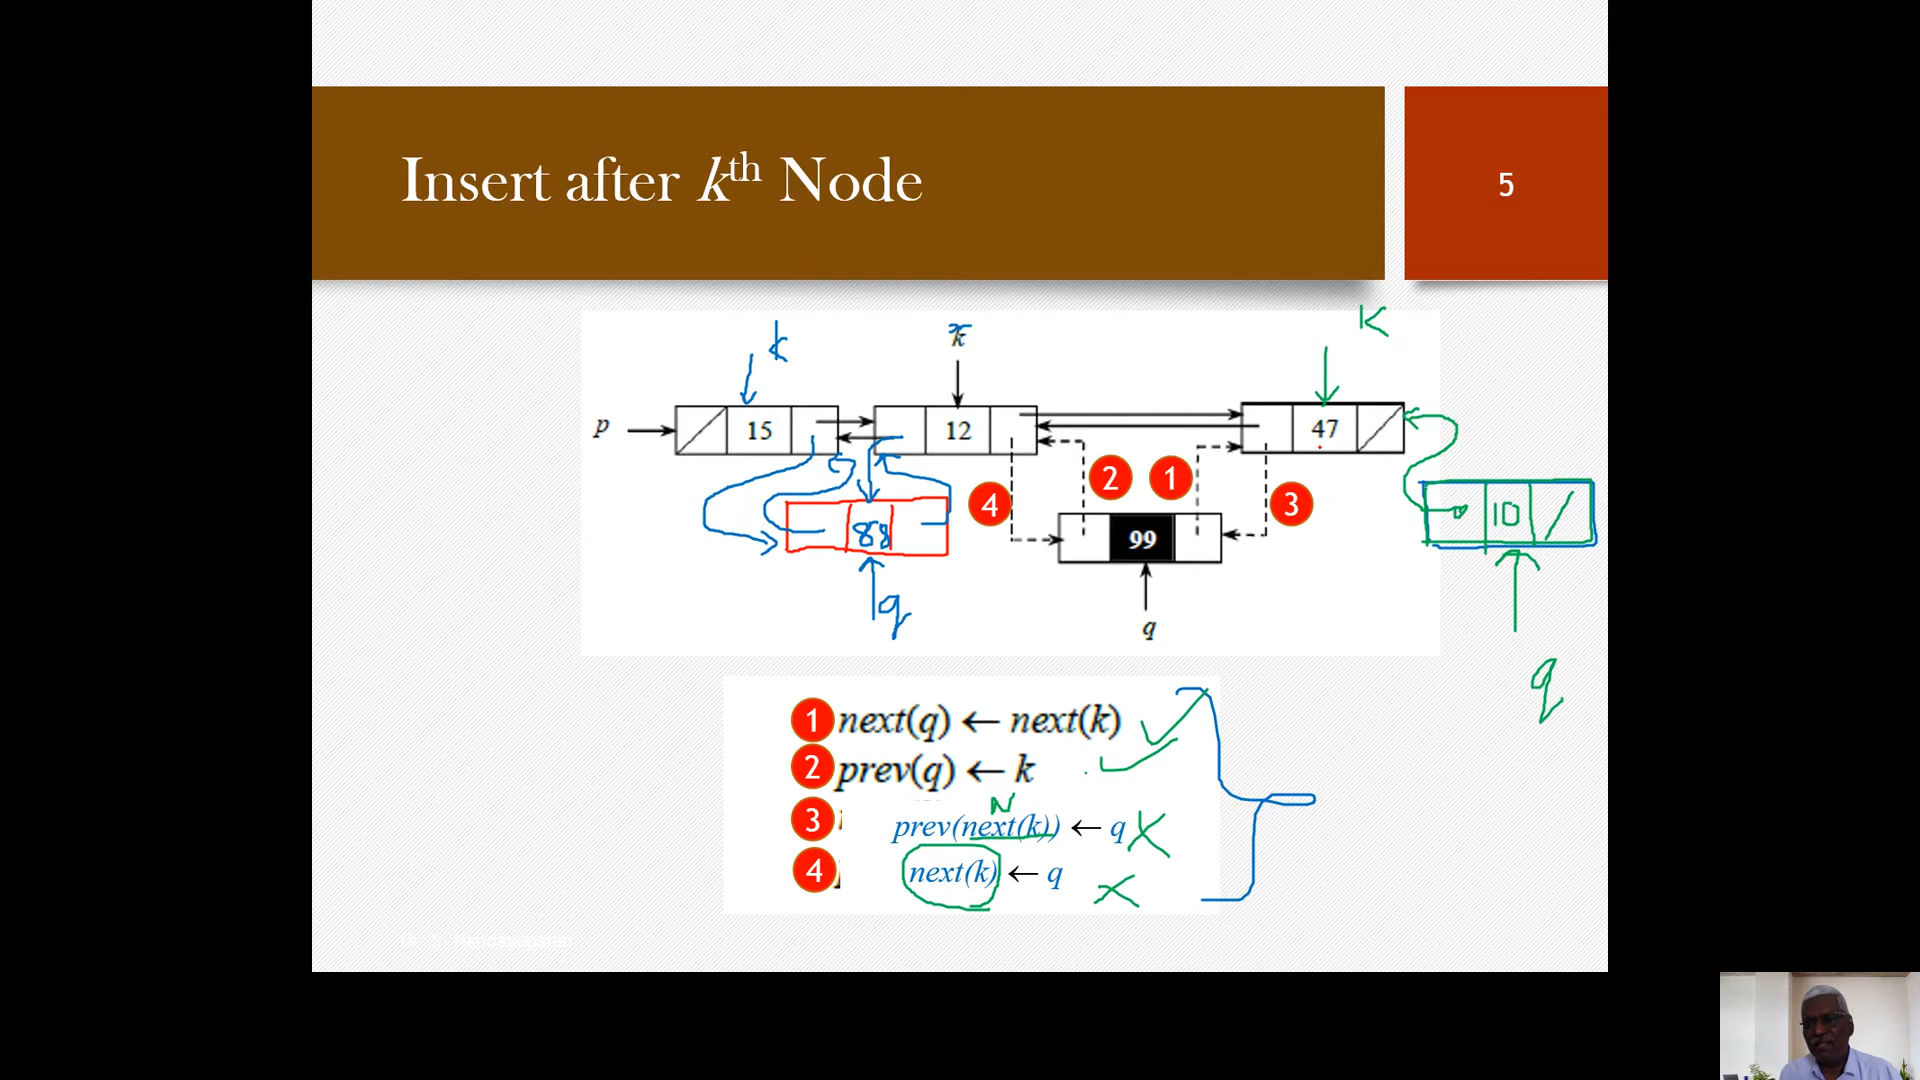 Insert after kth Node
5
k
k
K
p
15
12
47
2
1
4
3
10
88
99
q
q
q
1 next(q) ← next(k)
2 prev(q) ← k
N
3 prev(next(k)) ← q
4 next(k) ← q